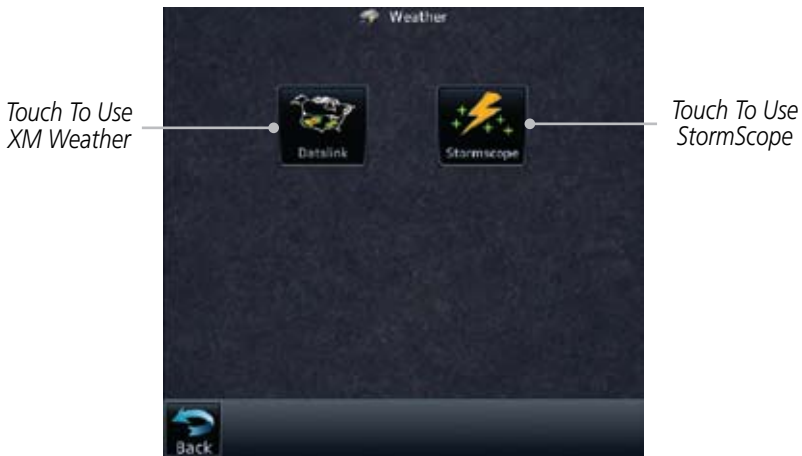 Weather
Touch To Use
XM Weather
Datalink
Stormscope
Touch To Use
StormScope
Back